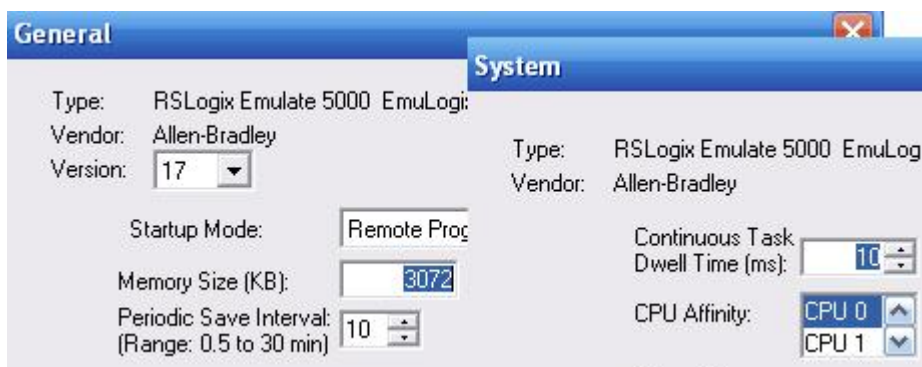 General
Type: RSLogix Emulate 5000 EmuLogi
Vendor: Allen-Bradley
Version: 17
Startup Mode: Remote Prog
Memory Size (KB): 3072
Periodic Save Interval: 10
(Range: 0.5 to 30 min)
System
Type: RSLogix Emulate 5000 EmuLog
Vendor: Allen-Bradley
Continuous Task
Dwell Time (ms): 10
CPU Affinity: CPU 0
CPU 1